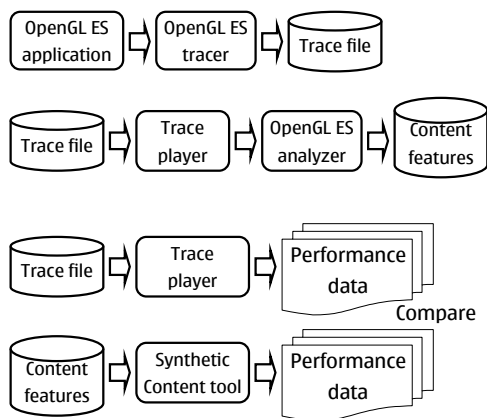 OpenGL ES
application
OpenGL ES
tracer
Trace file
Trace file
Trace
player
OpenGL ES
analyzer
Content
features
Trace file
Trace
player
Performance
data
Compare
Content
features
Synthetic
Content tool
Performance
data